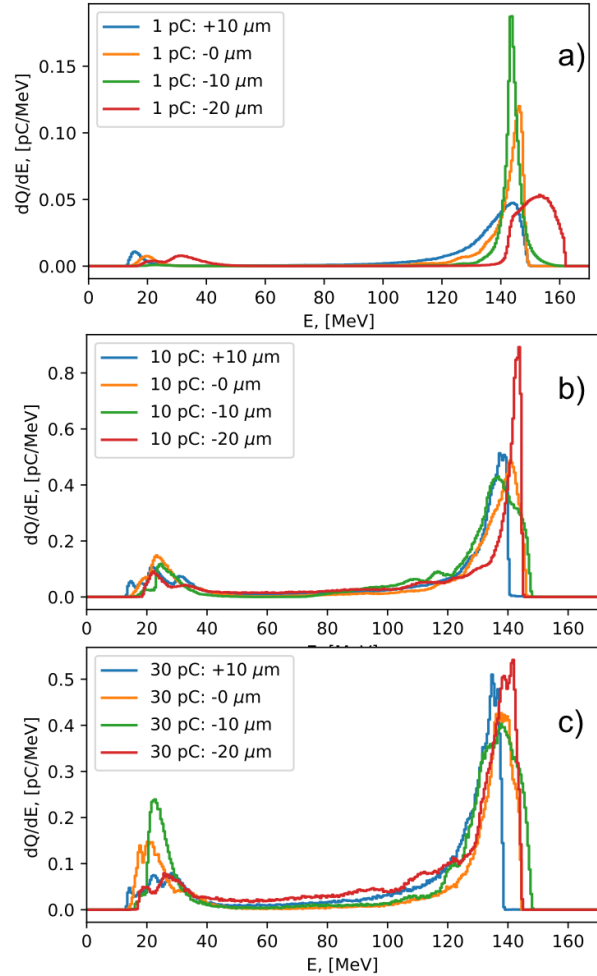 a)
1 pC: +10 μm
1 pC: -0 μm
1 pC: -10 μm
1 pC: -20 μm
dQ/dE, [pC/MeV]
0.15
0.10
0.05
0.00
0 20 40 60 80 100 120 140 160
E, [MeV]
b)
10 pC: +10 μm
10 pC: -0 μm
10 pC: -10 μm
10 pC: -20 μm
dQ/dE, [pC/MeV]
0.8
0.6
0.4
0.2
0.0
0 20 40 60 80 100 120 140 160
c)
30 pC: +10 μm
30 pC: -0 μm
30 pC: -10 μm
30 pC: -20 μm
dQ/dE, [pC/MeV]
0.5
0.4
0.3
0.2
0.1
0.0
0 20 40 60 80 100 120 140 160
E, [MeV]